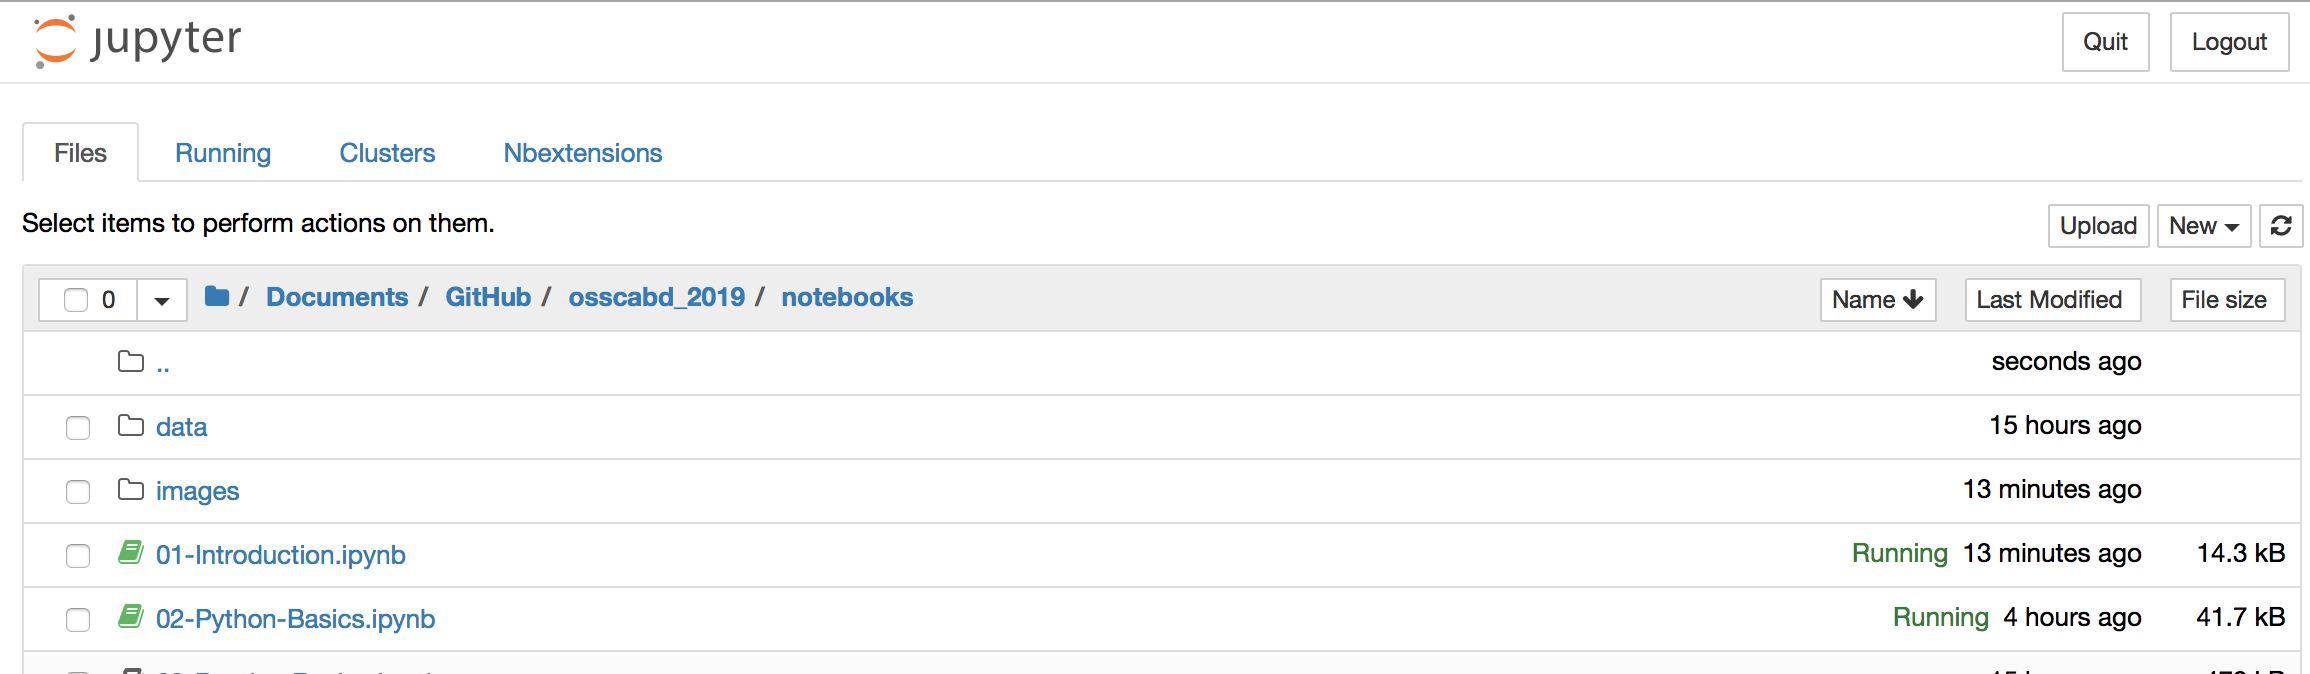 jupyter
Quit Logout
Files Running Clusters Nbextensions
Select items to perform actions on them.
Upload New
0 / Documents / GitHub / osscabd_2019 / notebooks Name Last Modified File size
.. seconds ago
data 15 hours ago
images 13 minutes ago
01-Introduction.ipynb Running 13 minutes ago 14.3 kB
02-Python-Basics.ipynb Running 4 hours ago 41.7 kB